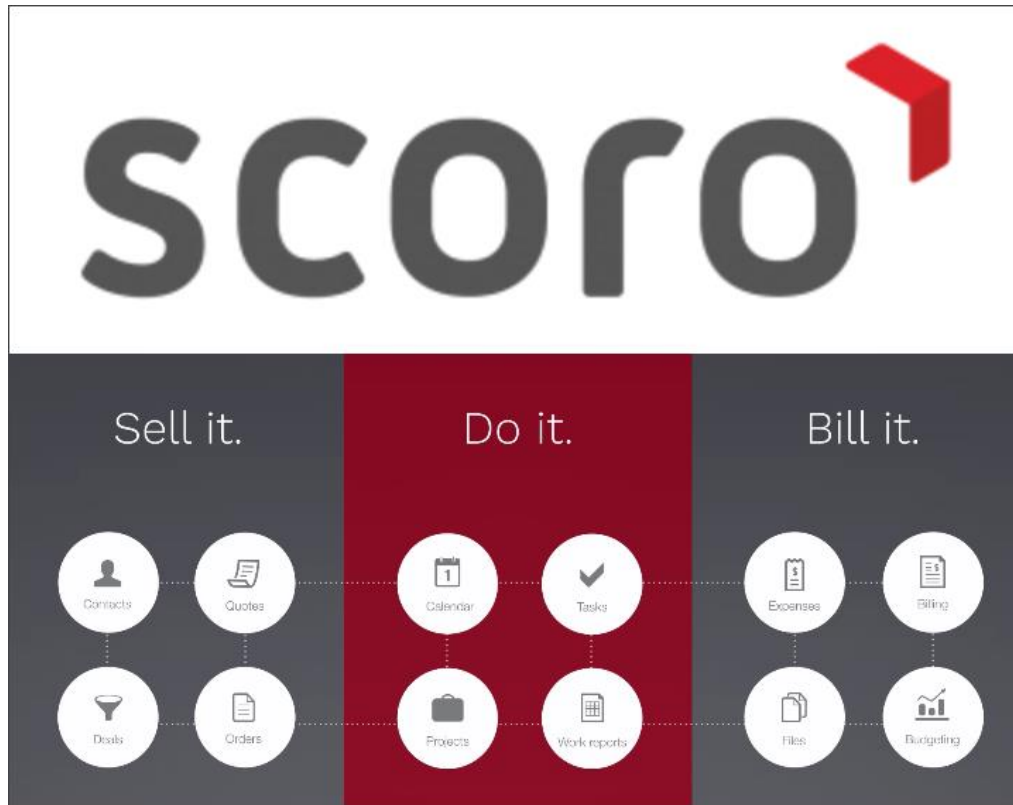 scoro
Sell it.
Do it.
Bill it.
Contacts
Quotes
Calendar
1
Tasks
$
Expenses
$
Billing
Deals
Orders
Projects
Work reports
Files
Budgeting